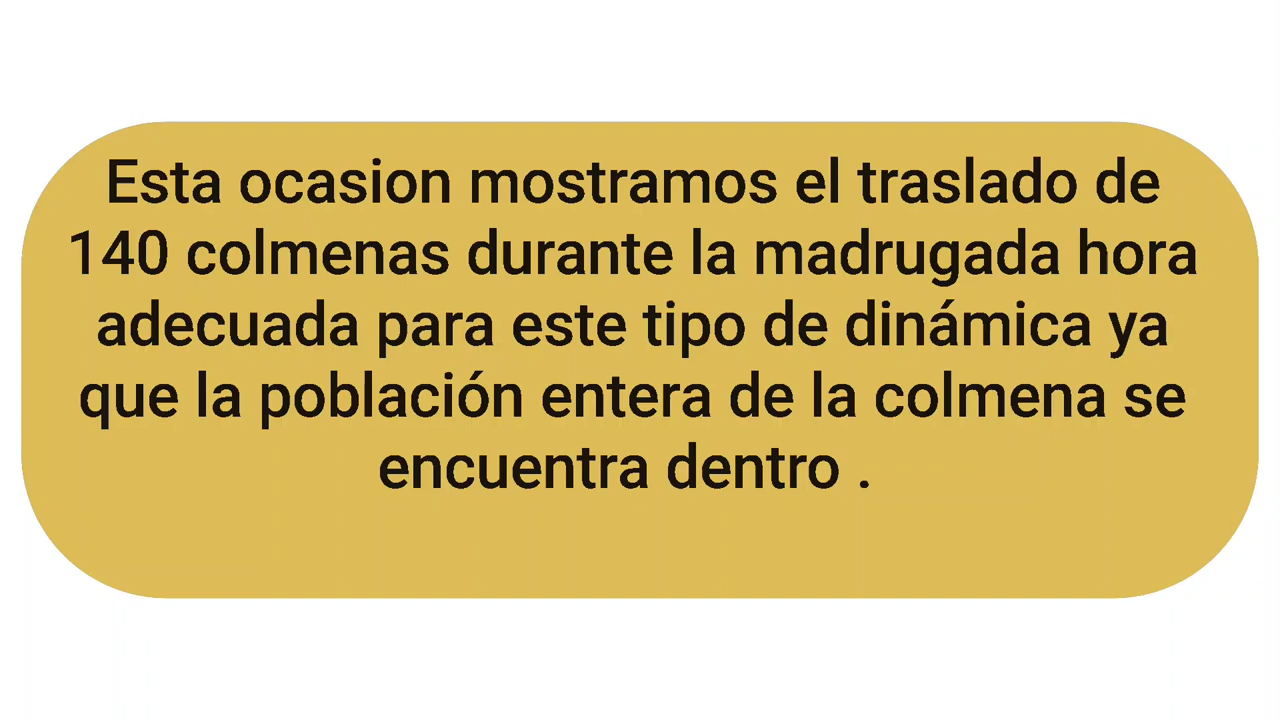 Esta ocasion mostramos el traslado de
140 colmenas durante la madrugada hora
adecuada para este tipo de dinámica ya
que la población entera de la colmena se
encuentra dentro .